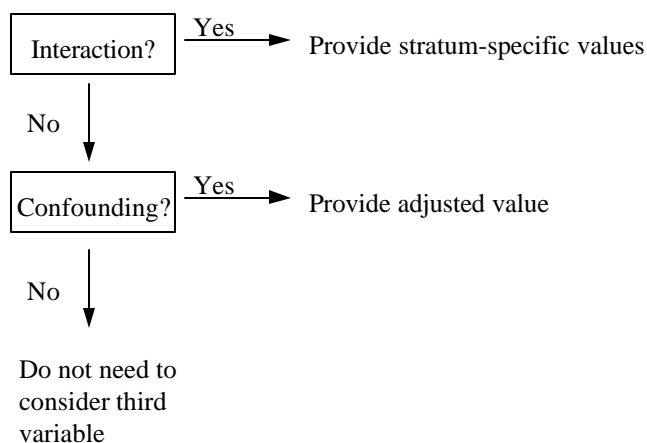 Interaction?
Yes
Provide stratum-specific values
No
Confounding?
Yes
Provide adjusted value
No
Do not need to
consider third
variable